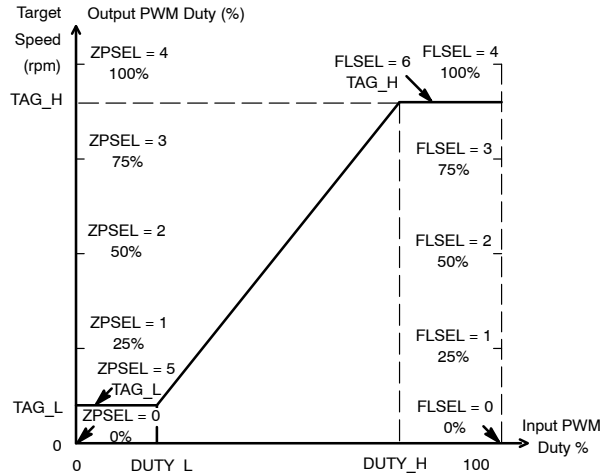 Target
Speed
(rpm)
Output PWM Duty (%)
ZPSEL = 4
100%
FLSEL = 6
TAG_H
FLSEL = 4
100%
TAG_H
ZPSEL = 3
75%
FLSEL = 3
75%
ZPSEL = 2
50%
FLSEL = 2
50%
ZPSEL = 1
25%
FLSEL = 1
25%
ZPSEL = 5
TAG_L
TAG_L
ZPSEL = 0
0%
FLSEL = 0
0%
Input PWM
Duty %
0
0
DUTY_L
DUTY_H
100